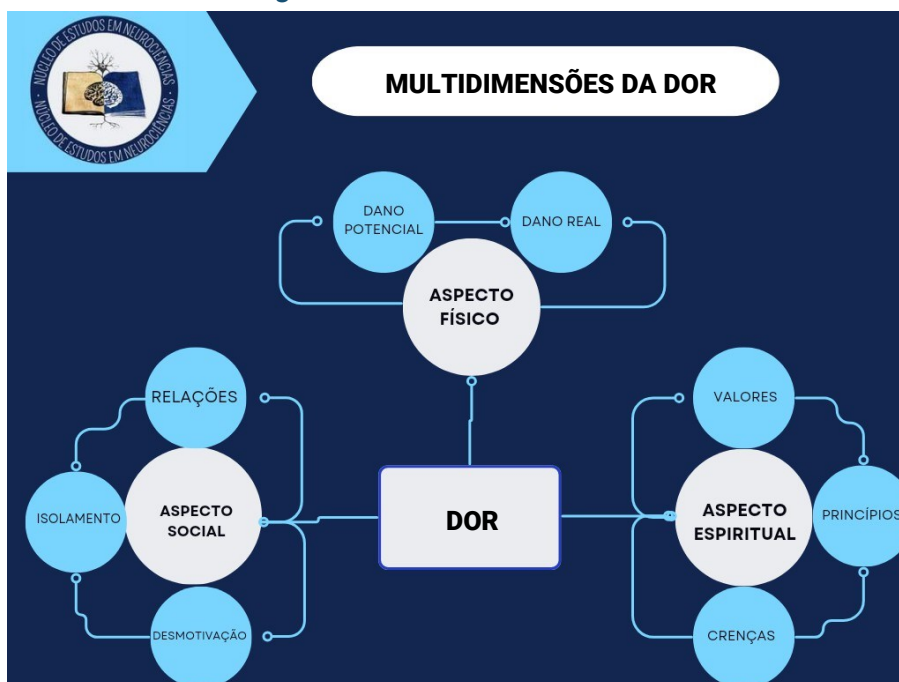 NÚCLEO DE ESTUDOS EM NEUROCIÊNCIAS
NÚCLEO DE ESTUDOS EM NEUROCIÊNCIAS
MULTIDIMENSÕES DA DOR
DANO
POTENCIAL
DANO REAL
ASPECTO
FÍSICO
RELAÇÕES
ISOLAMENTO
ASPECTO
SOCIAL
DESMOTIVAÇÃO
DOR
VALORES
ASPECTO
ESPIRITUAL
PRINCÍPIOS
CRENÇAS